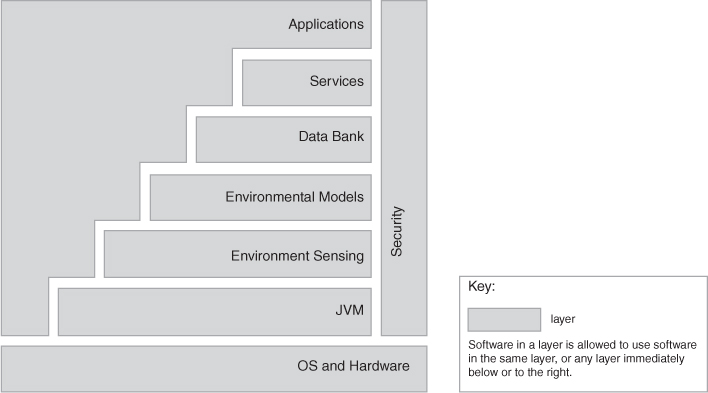 Applications
Services
Data Bank
Environmental Models
Environment Sensing
JVM
OS and Hardware
Security
Key:
layer
Software in a layer is allowed to use software
in the same layer, or any layer immediately
below or to the right.